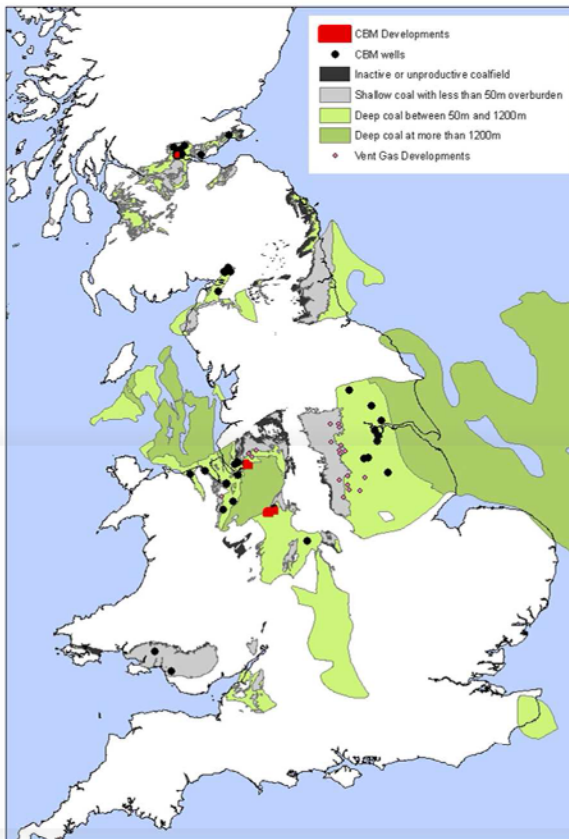 CBM Developments
CBM wells
Inactive or unproductive coalfield
Shallow coal with less than 50m overburden
Deep coal between 50m and 1200m
Deep coal at more than 1200m
Vent Gas Developments